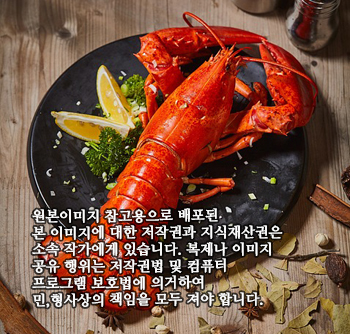 원본이미지 참고용으로 배포된
본 이미지에 대한 저작권과 지식재산권은
소속 작가에게 있습니다. 복제나 이미지
공유 행위는 저작권법 및 컴퓨터
프로그램 보호법에 의거하여
민,형사상의 책임을 모두 져야 합니다.